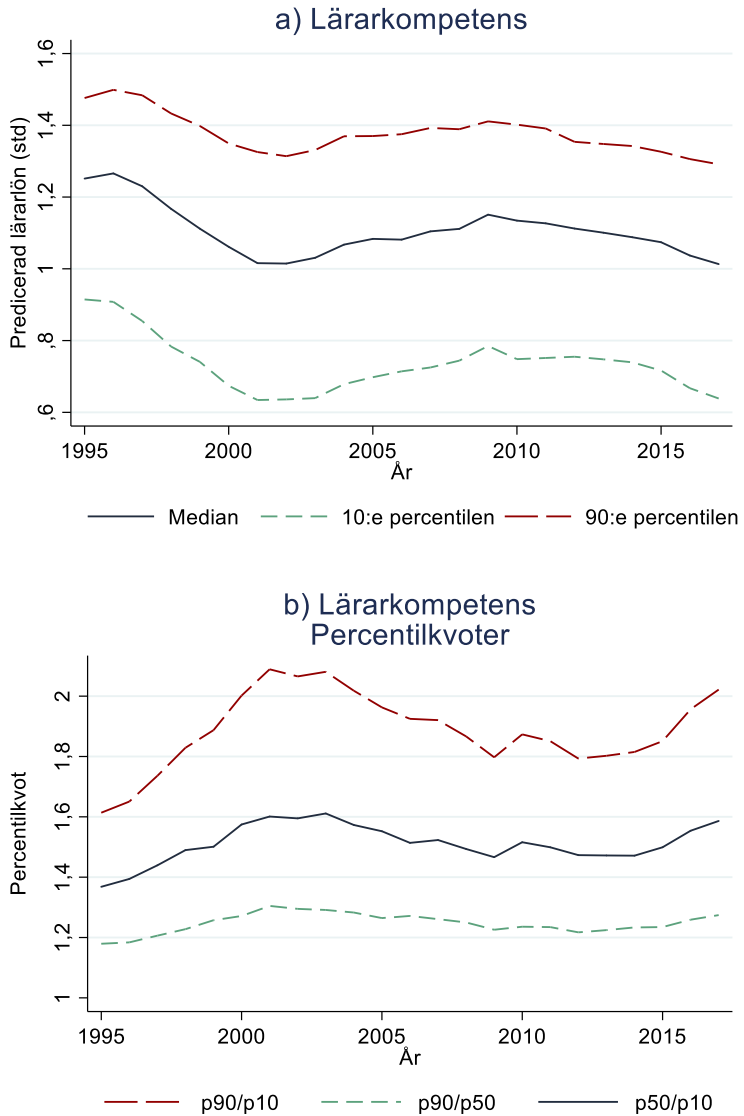 a) Lärarkompetens
Predicerad lärarlön (std)
1,6
1,4
1,2
1
,8
,6
1995 2000 2005 2010 2015
År
Median 10:e percentilen 90:e percentilen
b) Lärarkompetens
Percentilkvoter
Percentilkvot
2
1,8
1,6
1,4
1,2
1
1995 2000 2005 2010 2015
År
p90/p10 p90/p50 p50/p10